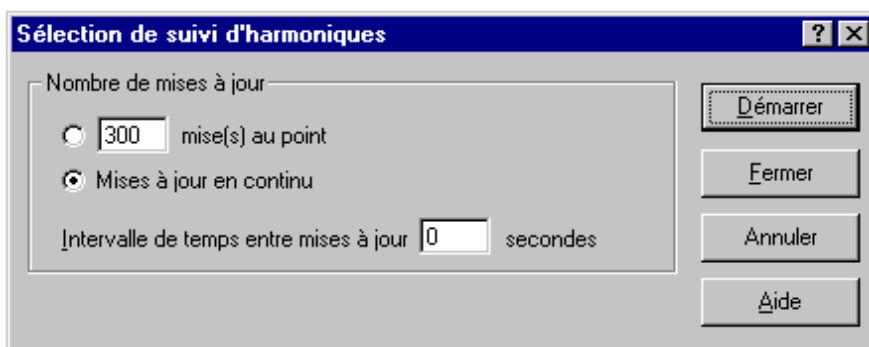 Sélection de suivi d'harmoniques
Nombre de mises à jour
300 mise(s) au point
Mises à jour en continu
Intervalle de temps entre mises à jour 0 secondes
Démarrer
Fermer
Annuler
Aide